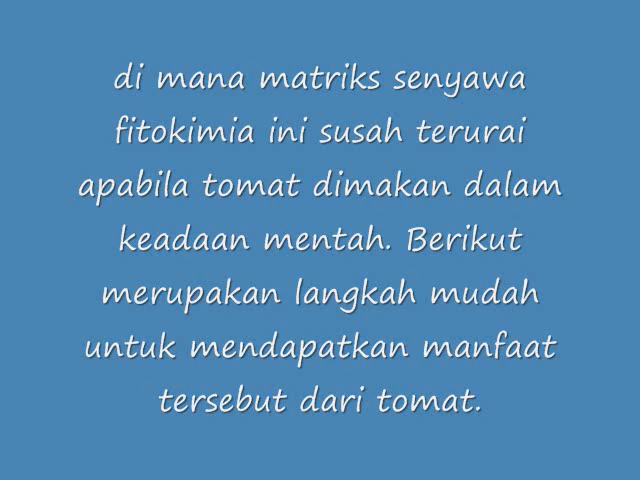 di mana matriks senyawa
fitokimia ini susah terurai
apabila tomat dimakan dalam
keadaan mentah. Berikut
merupakan langkah mudah
untuk mendapatkan manfaat
tersebut dari tomat.